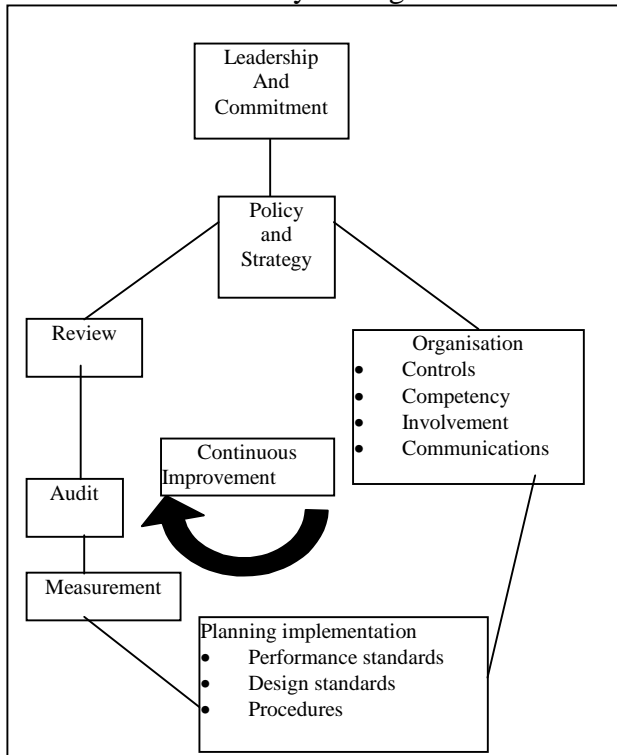 Leadership
And
Commitment
Policy
and
Strategy
Review
Organisation
• Controls
• Competency
• Involvement
• Communications
Continuous
Improvement
Audit
Measurement
Planning implementation
• Performance standards
• Design standards
• Procedures